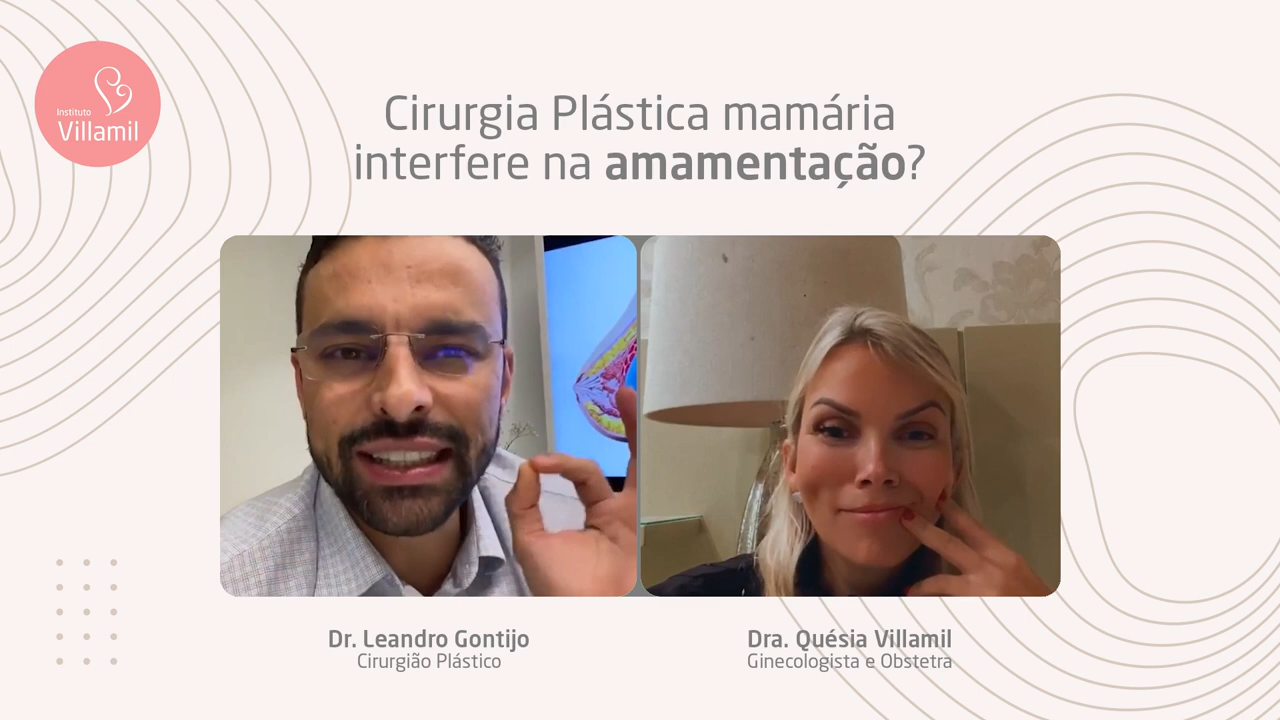 Instituto
Villamil
Cirurgia Plástica mamária
interfere na amamentação?
Dr. Leandro Gontijo
Cirurgião Plástico
Dra. Quésia Villamil
Ginecologista e Obstetra